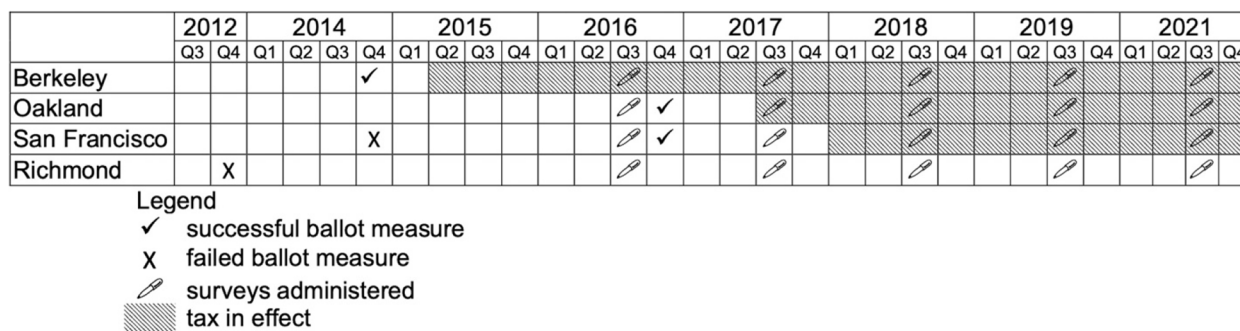 2012 2014 2015 2016 2017 2018 2019 2021
Q3 Q4 Q1 Q2 Q3 Q4 Q1 Q2 Q3 Q4 Q1 Q2 Q3 Q4 Q1 Q2 Q3 Q4 Q1 Q2 Q3 Q4 Q1 Q2 Q3 Q4 Q1 Q2 Q3 Q4
Berkeley ✓
Oakland ✓
San Francisco X ✓
Richmond X
Legend
✓ successful ballot measure
X failed ballot measure
surveys administered
tax in effect